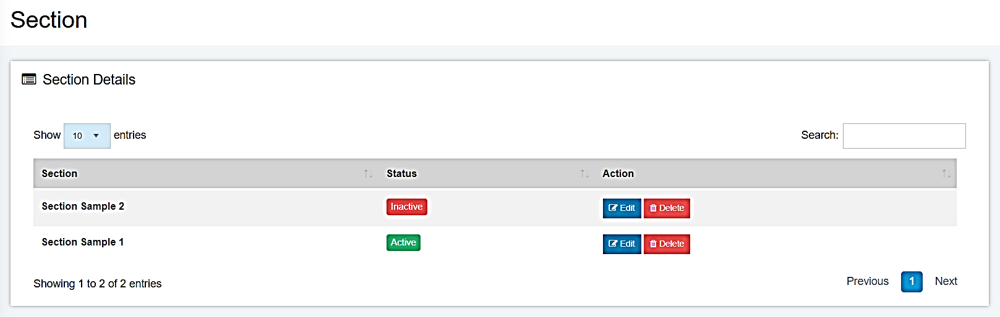 Section
Section Details
Show 10 entries Search:
Section Status Action
Section Sample 2 Inactive Edit Delete
Section Sample 1 Active Edit Delete
Showing 1 to 2 of 2 entries Previous 1 Next